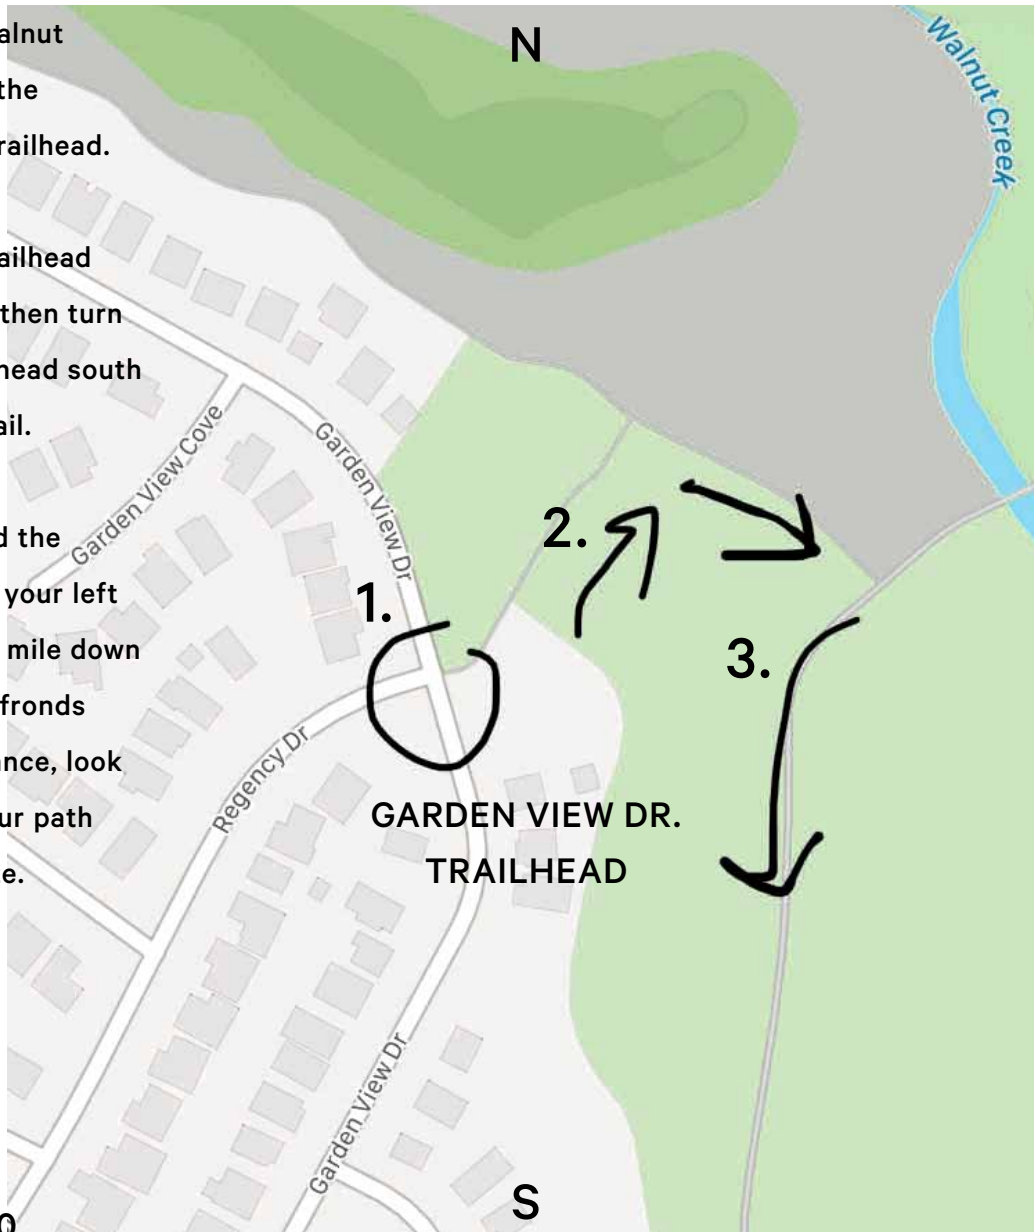 alnut
the
railhead.
ailhead
then turn
head south
ail.
d the
your left
mile down
fronds
ance, look
ur path
e.
0
N
Walnut Creek
Garden View Cove
Garden View Dr
1.
2.
3.
Regency Dr
GARDEN VIEW DR.
TRAILHEAD
Garden View Dr
S